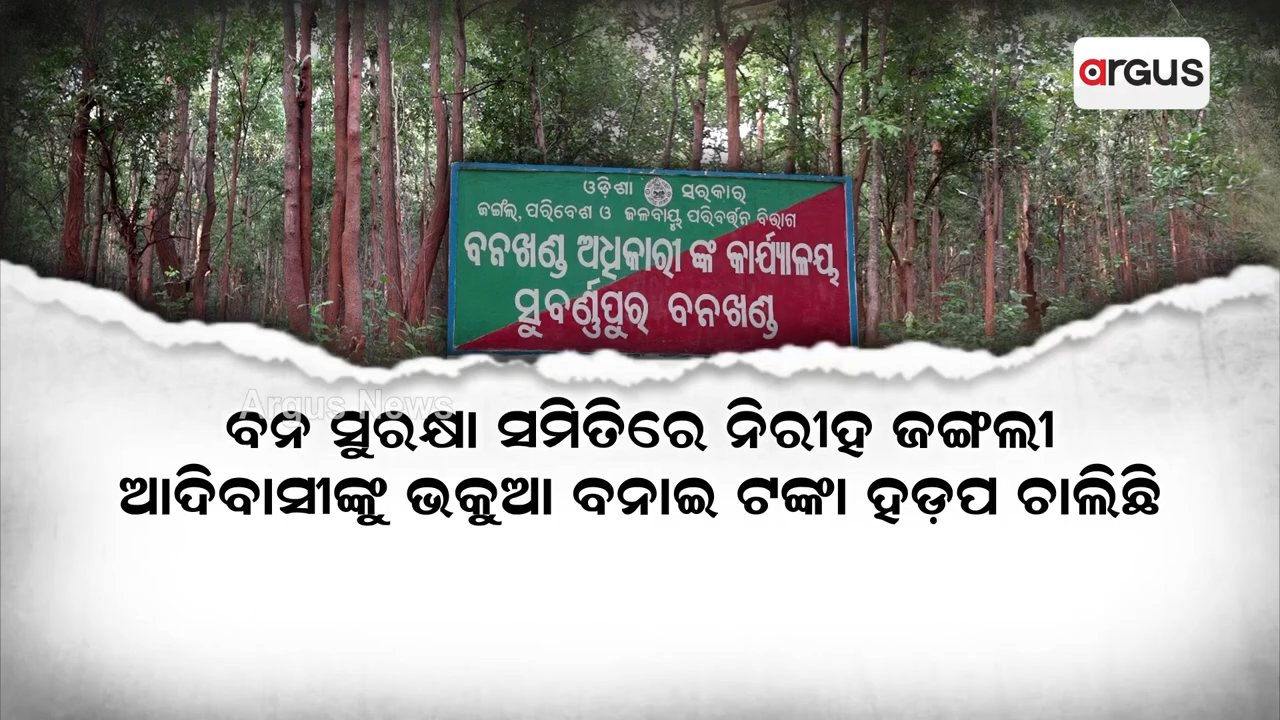 argus
ଓଡ଼ିଶା ସରକାର
ଜଙ୍ଗଲ, ପରିବେଶ ଓ ଜଳବାୟୁ ପରିବର୍ତ୍ତନ ବିଭାଗ
ବନଖଣ୍ଡ ଅଧିକାରୀ ଙ୍କ କାର୍ଯ୍ୟାଳୟ
ସୁବର୍ଣ୍ଣପୁର ବନଖଣ୍ଡ
Argus News
ବନ ସୁରକ୍ଷା ସମିତିରେ ନିରୀହ ଜଙ୍ଗଲୀ
ଆଦିବାସୀଙ୍କୁ ଭକୁଆ ବନାଇ ଟଙ୍କା ହଡ଼ପ ଚାଲିଛି